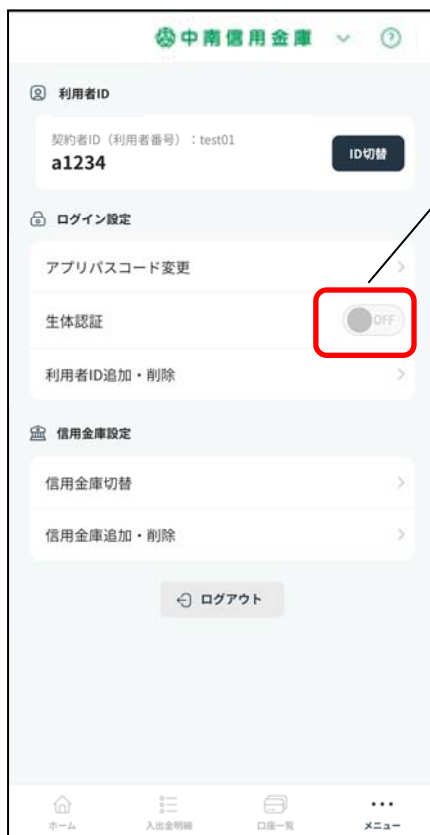 中南信用金庫
利用者ID
契約者ID（利用者番号）：test01
a1234
ID切替
ログイン設定
アプリパスコード変更
生体認証
OFF
利用者ID追加・削除
信用金庫設定
信用金庫切替
信用金庫追加・削除
ログアウト
ホーム
入出金明細
口座一覧
メニュー